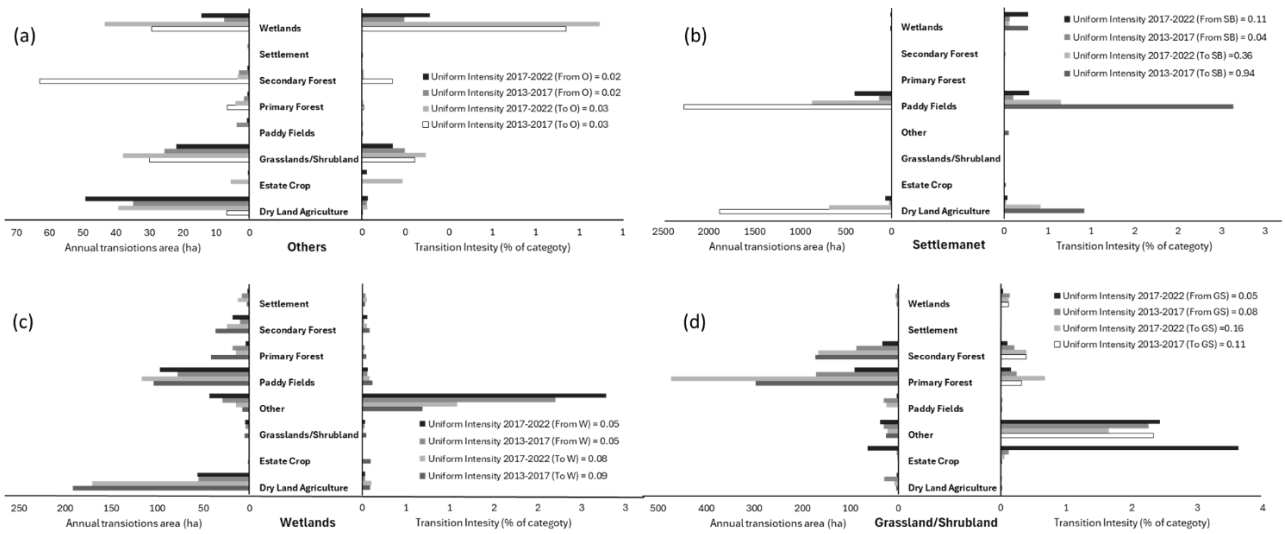 (a)
Wetlands
Settlement
Secondary Forest
Primary Forest
Paddy Fields
Grasslands/Shrubland
Estate Crop
Dry Land Agriculture
Uniform Intensity 2017-2022 (From O) = 0.02
Uniform Intensity 2013-2017 (From O) = 0.02
Uniform Intensity 2017-2022 (To O) = 0.03
Uniform Intensity 2013-2017 (To O) = 0.03
70 60 50 40 30 20 10 0 0 0 0 1 1 1 1
Annual transiotions area (ha) Others Transition Intesity (% of categoty)
(b)
Wetlands
Secondary Forest
Primary Forest
Paddy Fields
Other
Grasslands/Shrubland
Estate Crop
Dry Land Agriculture
Uniform Intensity 2017-2022 (From SB) = 0.11
Uniform Intensity 2013-2017 (From SB) = 0.04
Uniform Intensity 2017-2022 (To SB) =0.36
Uniform Intensity 2013-2017 (To SB) =0.94
2500 2000 1500 1000 500 0 0 1 1 2 2 3 3
Annual transiotions area (ha) Settlemanet Transition Intesity (% of categoty)
(c)
Settlement
Secondary Forest
Primary Forest
Paddy Fields
Other
Grasslands/Shrubland
Estate Crop
Dry Land Agriculture
Uniform Intensity 2017-2022 (From W) = 0.05
Uniform Intensity 2013-2017 (From W) = 0.05
Uniform Intensity 2017-2022 (To W) = 0.08
Uniform Intensity 2013-2017 (To W) = 0.09
250 200 150 100 50 0 0 1 1 2 2 3 3
Annual transiotions area (ha) Wetlands Transition Intesity (% of categoty)
(d)
Wetlands
Settlement
Secondary Forest
Primary Forest
Paddy Fields
Other
Estate Crop
Dry Land Agriculture
Uniform Intensity 2017-2022 (From GS) = 0.05
Uniform Intensity 2013-2017 (From GS) = 0.08
Uniform Intensity 2017-2022 (To GS) =0.16
Uniform Intensity 2013-2017 (To GS) = 0.11
500 400 300 200 100 0 0 1 1 2 2 3 3 4
Annual transiotions area (ha) Grassland/Shrubland Transition Intesity (% of categoty)